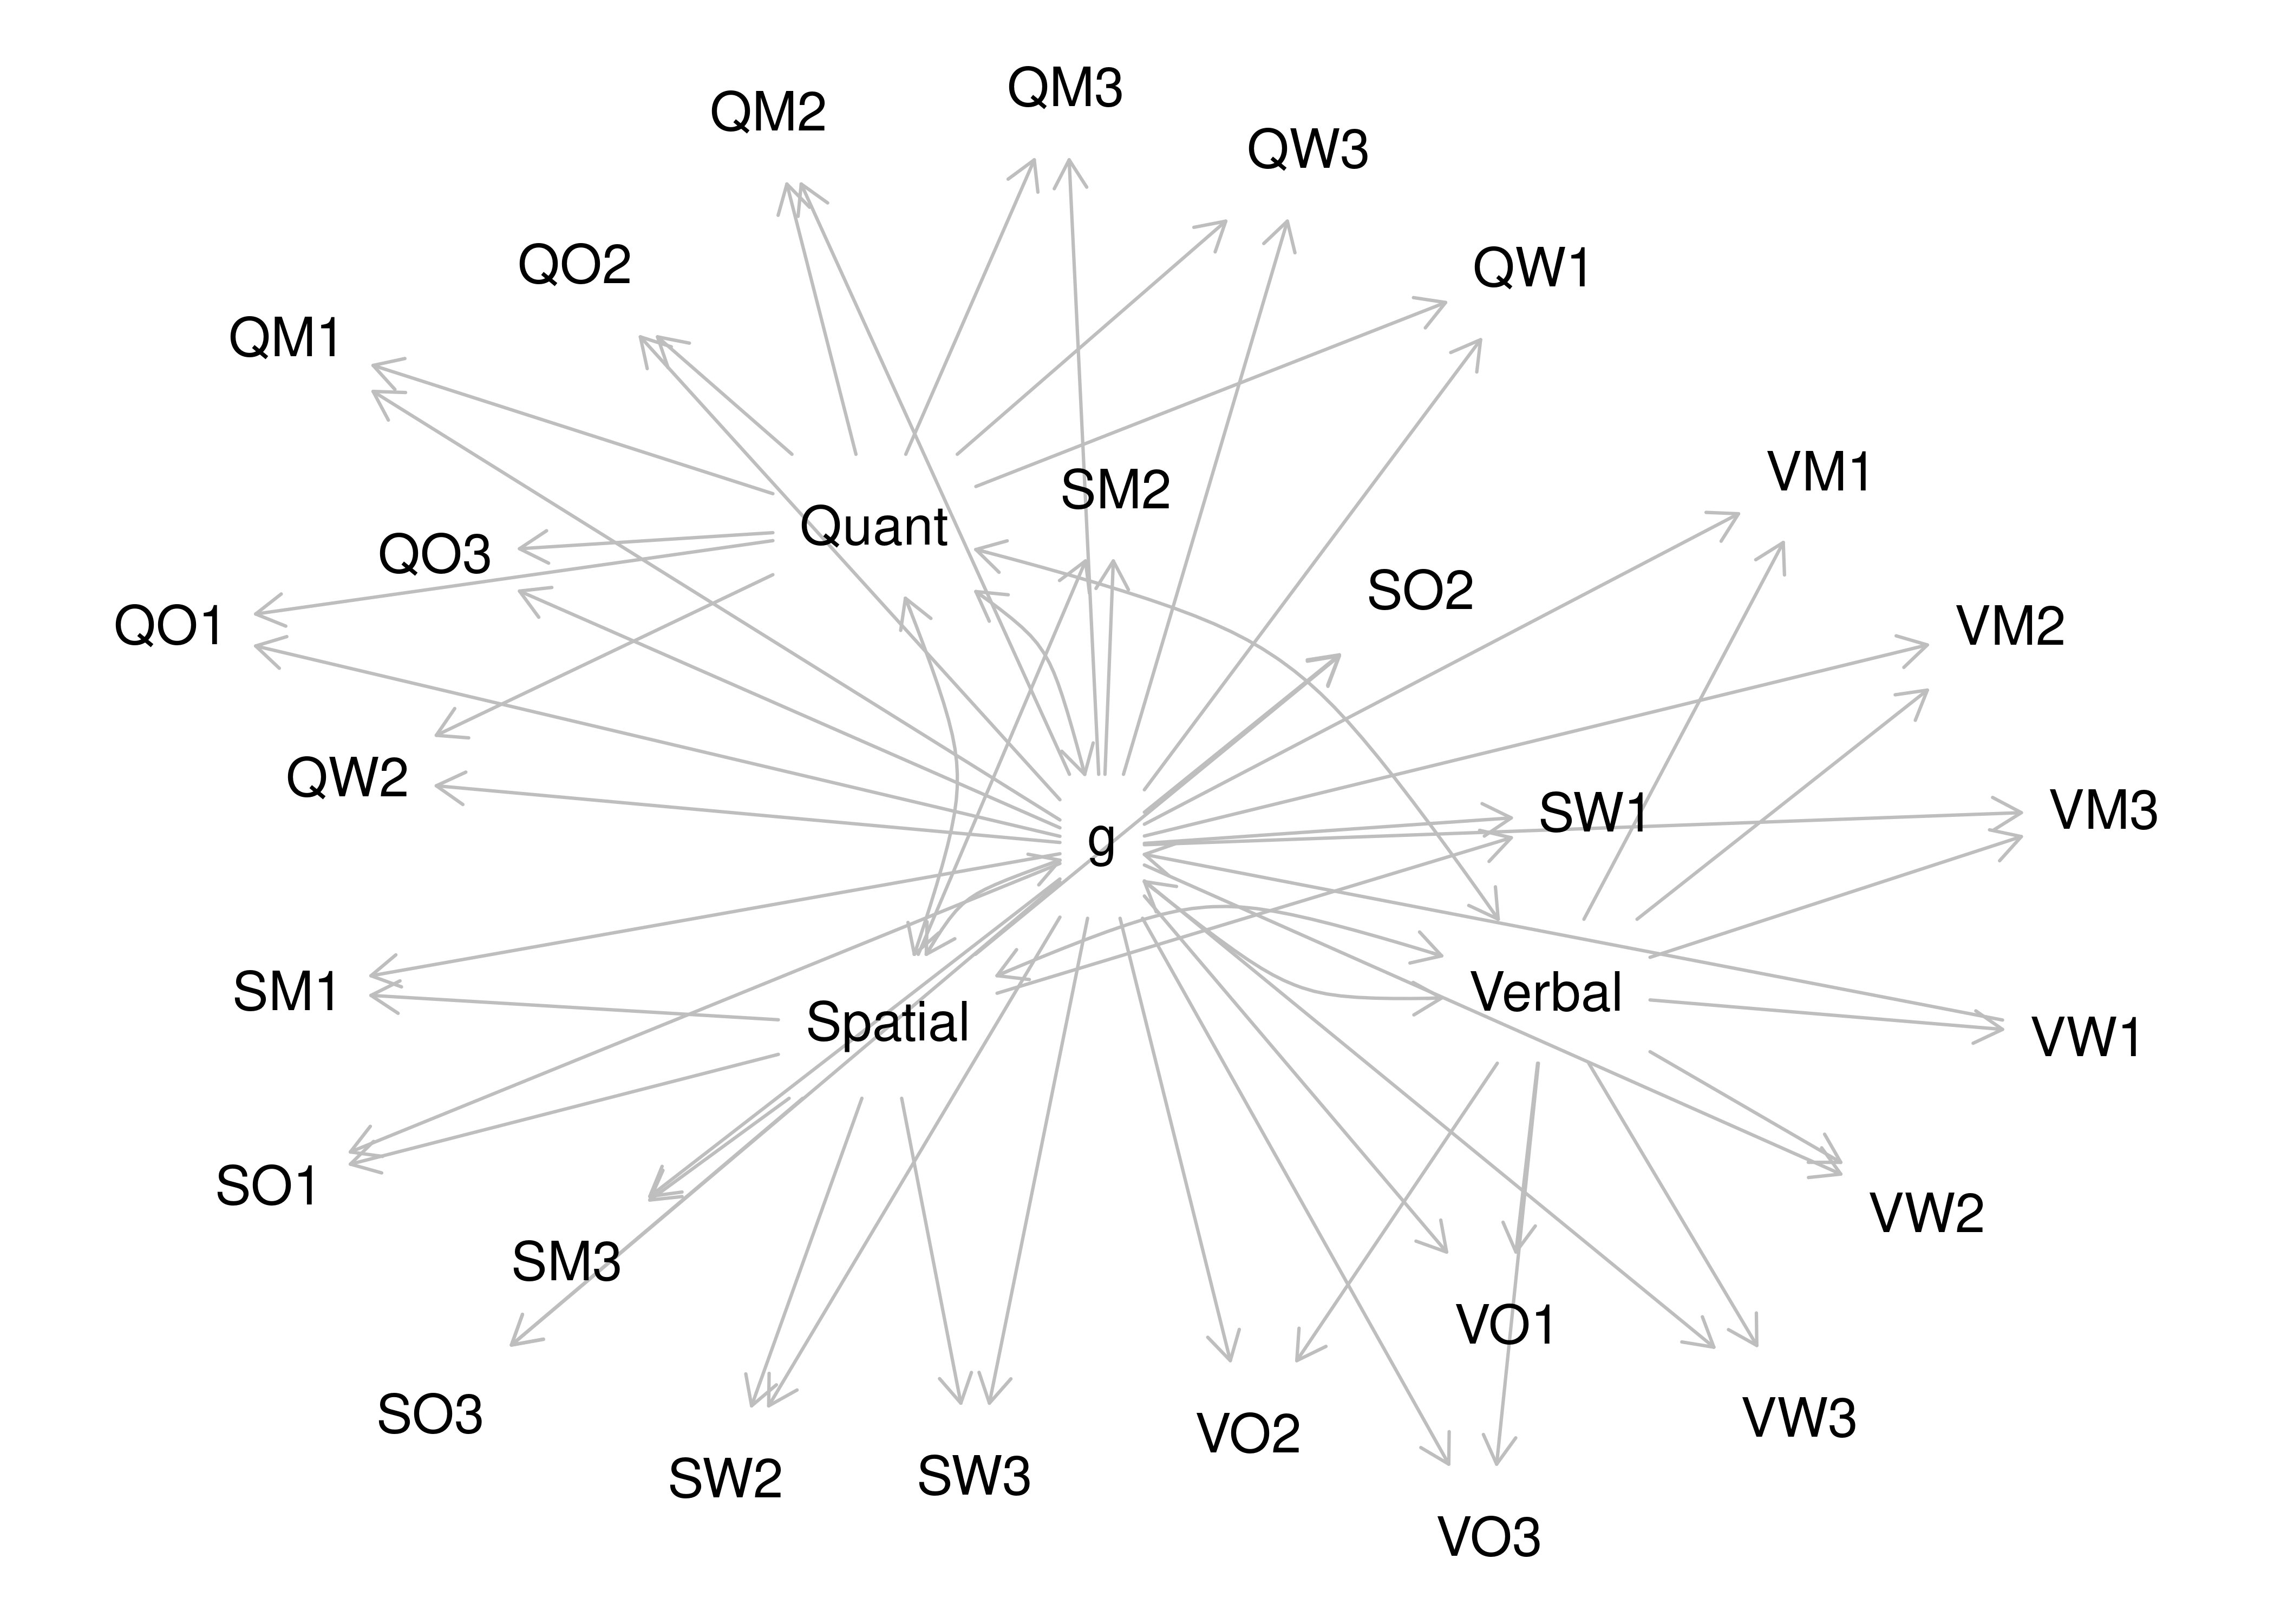 QM3
QM2
QW3
QO2
QW1
QM1
VM1
SM2
Quant
QO3
SO2
QO1
VM2
QW2
SW1
VM3
g
SM1
Verbal
Spatial
VW1
SO1
VW2
SM3
VO1
SO3
VW3
VO2
SW2
SW3
VO3